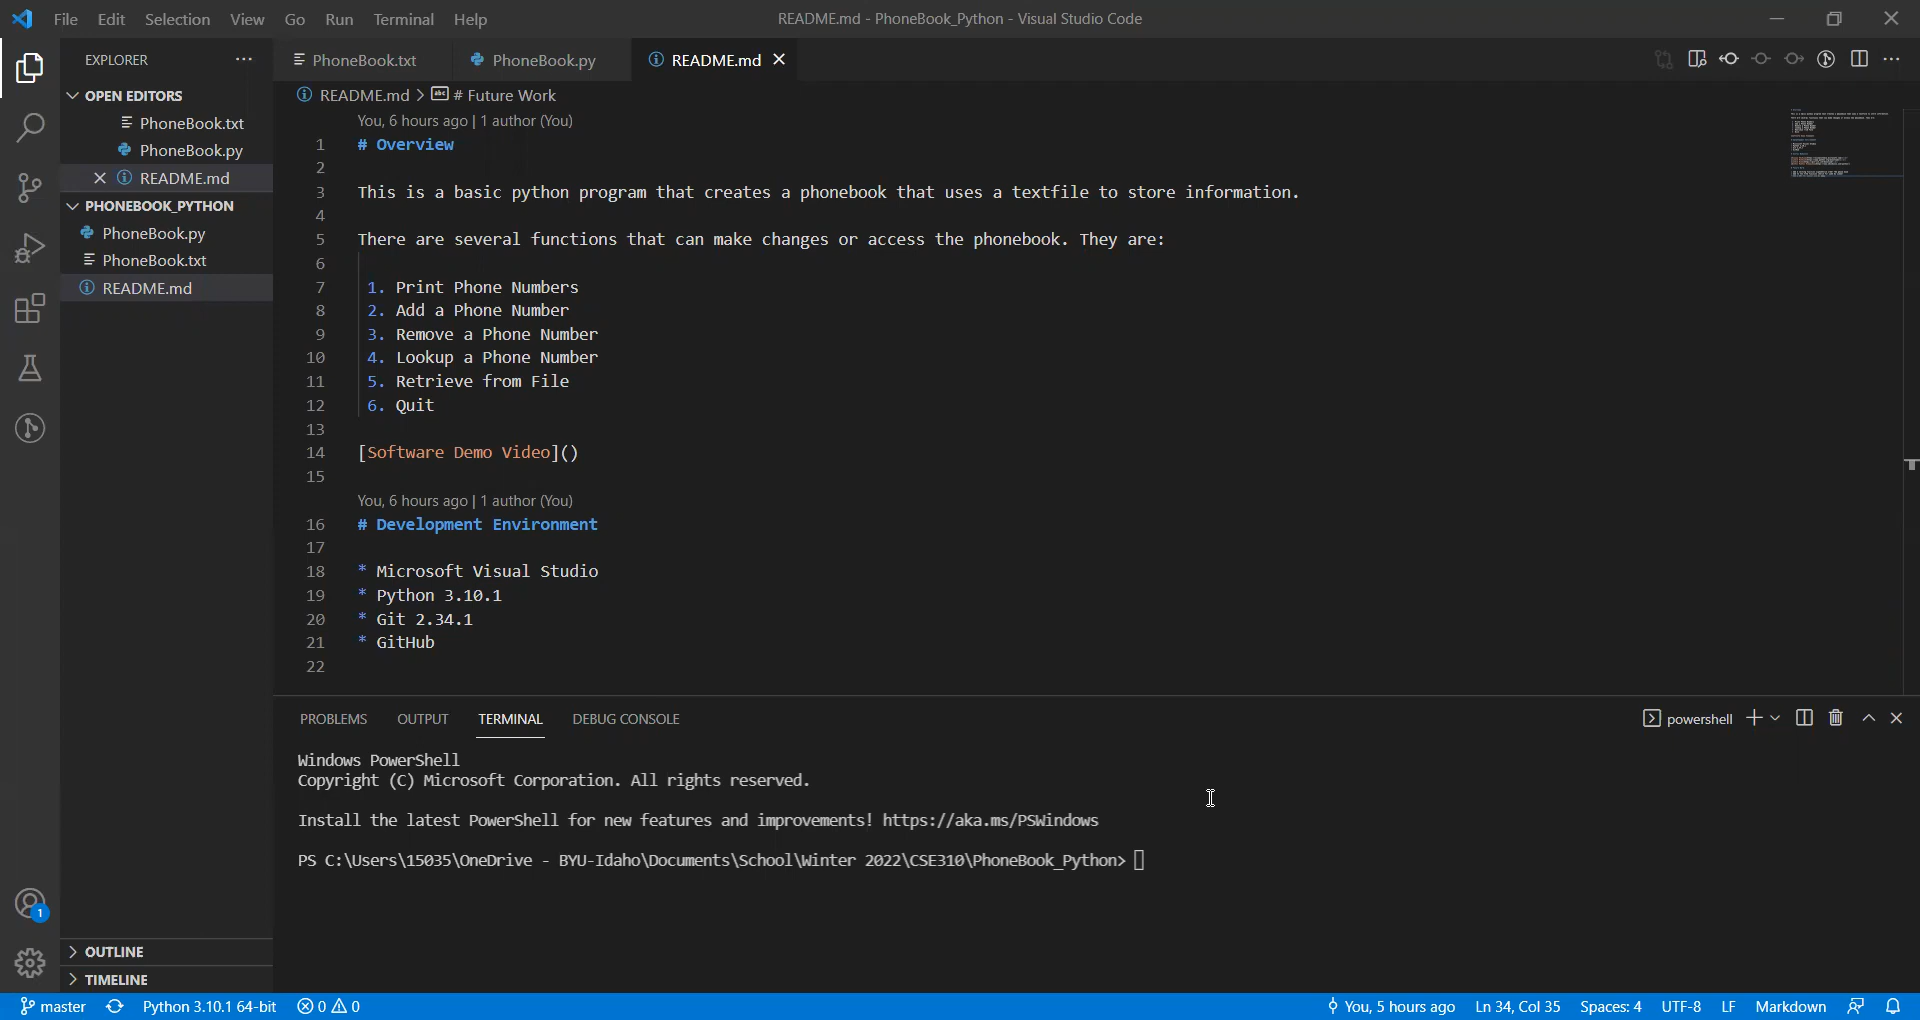 File Edit Selection View Go Run Terminal Help
README.md - PhoneBook_Python - Visual Studio Code
EXPLORER
OPEN EDITORS
PhoneBook.txt
PhoneBook.py
README.md
PHONEBOOK_PYTHON
PhoneBook.py
PhoneBook.txt
README.md
OUTLINE
TIMELINE
PhoneBook.txt PhoneBook.py README.md
README.md > # Future Work
You, 6 hours ago | 1 author (You)
1 # Overview
2
3 This is a basic python program that creates a phonebook that uses a textfile to store information.
4
5 There are several functions that can make changes or access the phonebook. They are:
6
7 1. Print Phone Numbers
8 2. Add a Phone Number
9 3. Remove a Phone Number
10 4. Lookup a Phone Number
11 5. Retrieve from File
12 6. Quit
13
14 [Software Demo Video]()
15
You, 6 hours ago | 1 author (You)
16 # Development Environment
17
18 * Microsoft Visual Studio
19 * Python 3.10.1
20 * Git 2.34.1
21 * GitHub
22
PROBLEMS OUTPUT TERMINAL DEBUG CONSOLE
powershell
Windows PowerShell
Copyright (C) Microsoft Corporation. All rights reserved.
Install the latest PowerShell for new features and improvements! https://aka.ms/PSWindows
PS C:\Users\15035\OneDrive - BYU-Idaho\Documents\School\Winter 2022\CSE310\PhoneBook_Python>
1
master Python 3.10.1 64-bit 0 0 You, 5 hours ago Ln 34, Col 35 Spaces: 4 UTF-8 LF Markdown